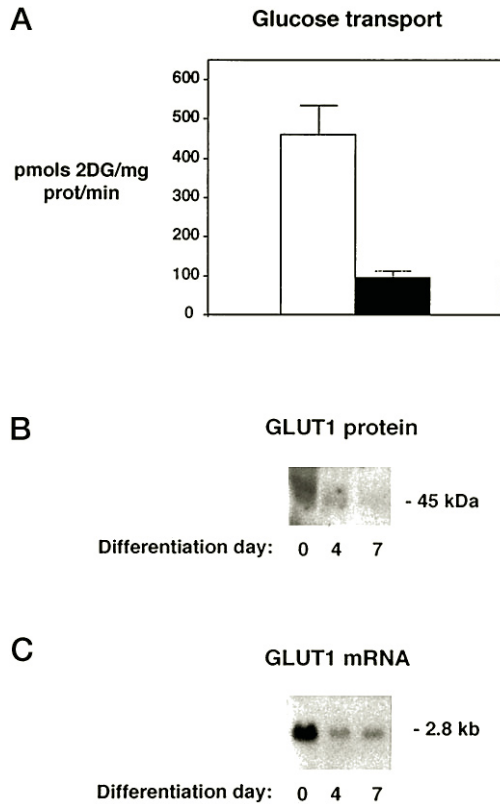 A
Glucose transport
600
500
400
300
200
100
0
pmols 2DG/mg
prot/min
B
GLUT1 protein
- 45 kDa
Differentiation day: 0 4 7
C
GLUT1 mRNA
- 2.8 kb
Differentiation day: 0 4 7